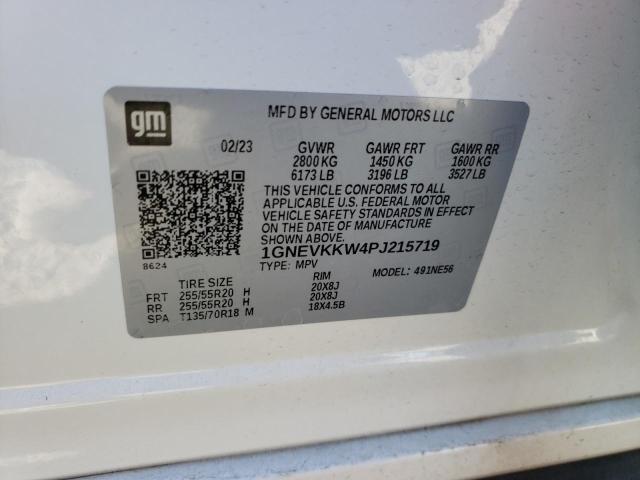 gm
MFD BY GENERAL MOTORS LLC
02/23 GVWR GAWR FRT GAWR RR
2800 KG 1450 KG 1600 KG
6173 LB 3196 LB 3527 LB
THIS VEHICLE CONFORMS TO ALL
APPLICABLE U.S. FEDERAL MOTOR
VEHICLE SAFETY STANDARDS IN EFFECT
ON THE DATE OF MANUFACTURE
SHOWN ABOVE.
1GNEVKKW4PJ215719
8624
TYPE: MPV MODEL: 491NE56
TIRE SIZE RIM
FRT 255/55R20 H 20X8J
RR 255/55R20 H 20X8J
SPA T135/70R18 M 18X4.5B